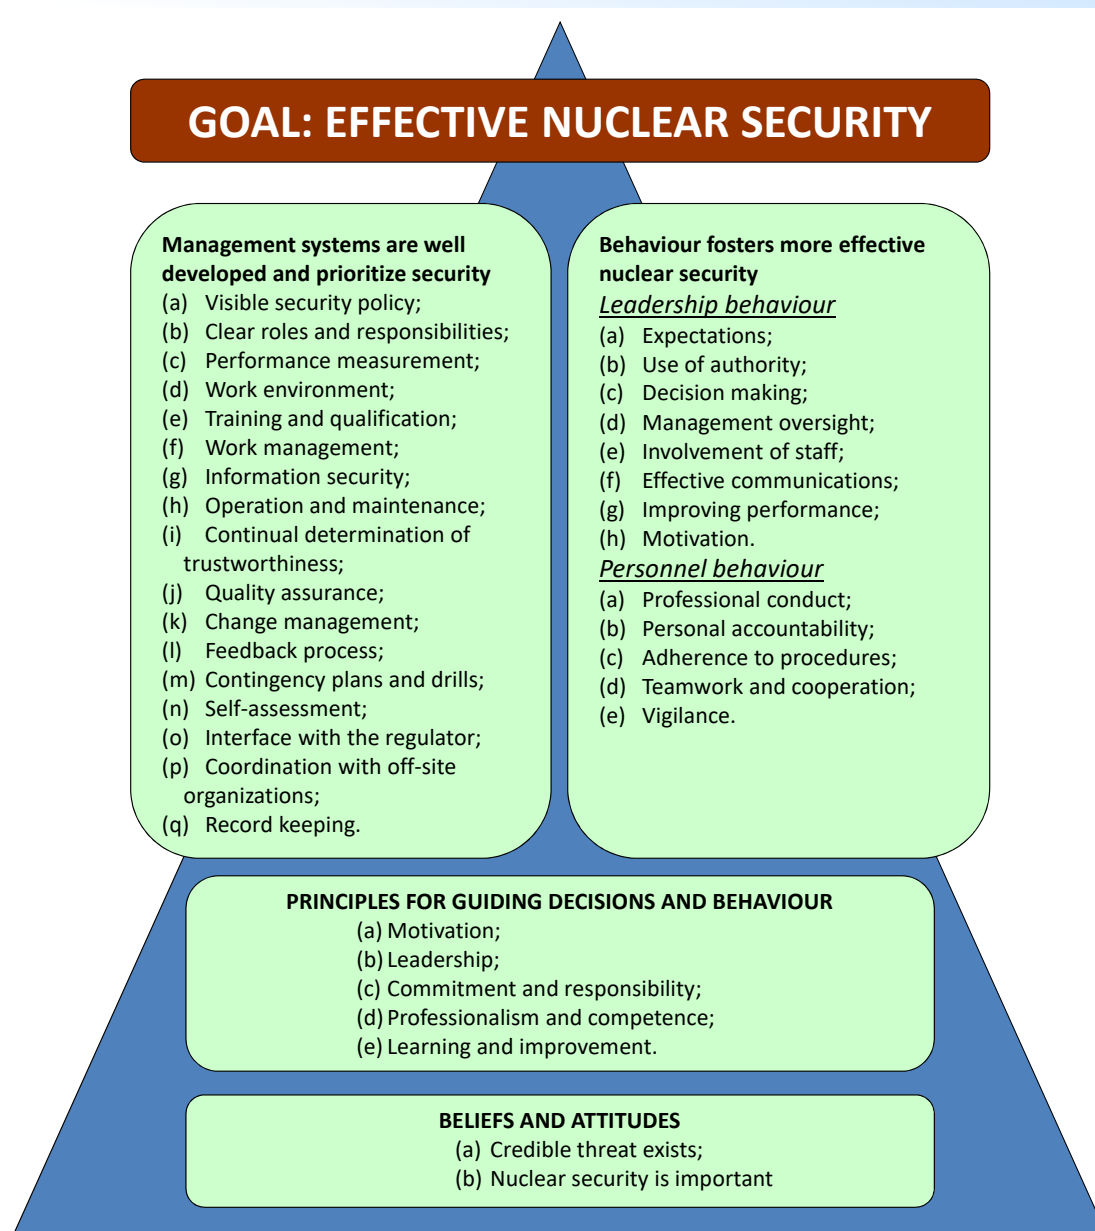 GOAL: EFFECTIVE NUCLEAR SECURITY
Management systems are well
developed and prioritize security
(a) Visible security policy;
(b) Clear roles and responsibilities;
(c) Performance measurement;
(d) Work environment;
(e) Training and qualification;
(f) Work management;
(g) Information security;
(h) Operation and maintenance;
(i) Continual determination of
trustworthiness;
(j) Quality assurance;
(k) Change management;
(l) Feedback process;
(m) Contingency plans and drills;
(n) Self-assessment;
(o) Interface with the regulator;
(p) Coordination with off-site
organizations;
(q) Record keeping.
Behaviour fosters more effective
nuclear security
Leadership behaviour
(a) Expectations;
(b) Use of authority;
(c) Decision making;
(d) Management oversight;
(e) Involvement of staff;
(f) Effective communications;
(g) Improving performance;
(h) Motivation.
Personnel behaviour
(a) Professional conduct;
(b) Personal accountability;
(c) Adherence to procedures;
(d) Teamwork and cooperation;
(e) Vigilance.
PRINCIPLES FOR GUIDING DECISIONS AND BEHAVIOUR
(a) Motivation;
(b) Leadership;
(c) Commitment and responsibility;
(d) Professionalism and competence;
(e) Learning and improvement.
BELIEFS AND ATTITUDES
(a) Credible threat exists;
(b) Nuclear security is important